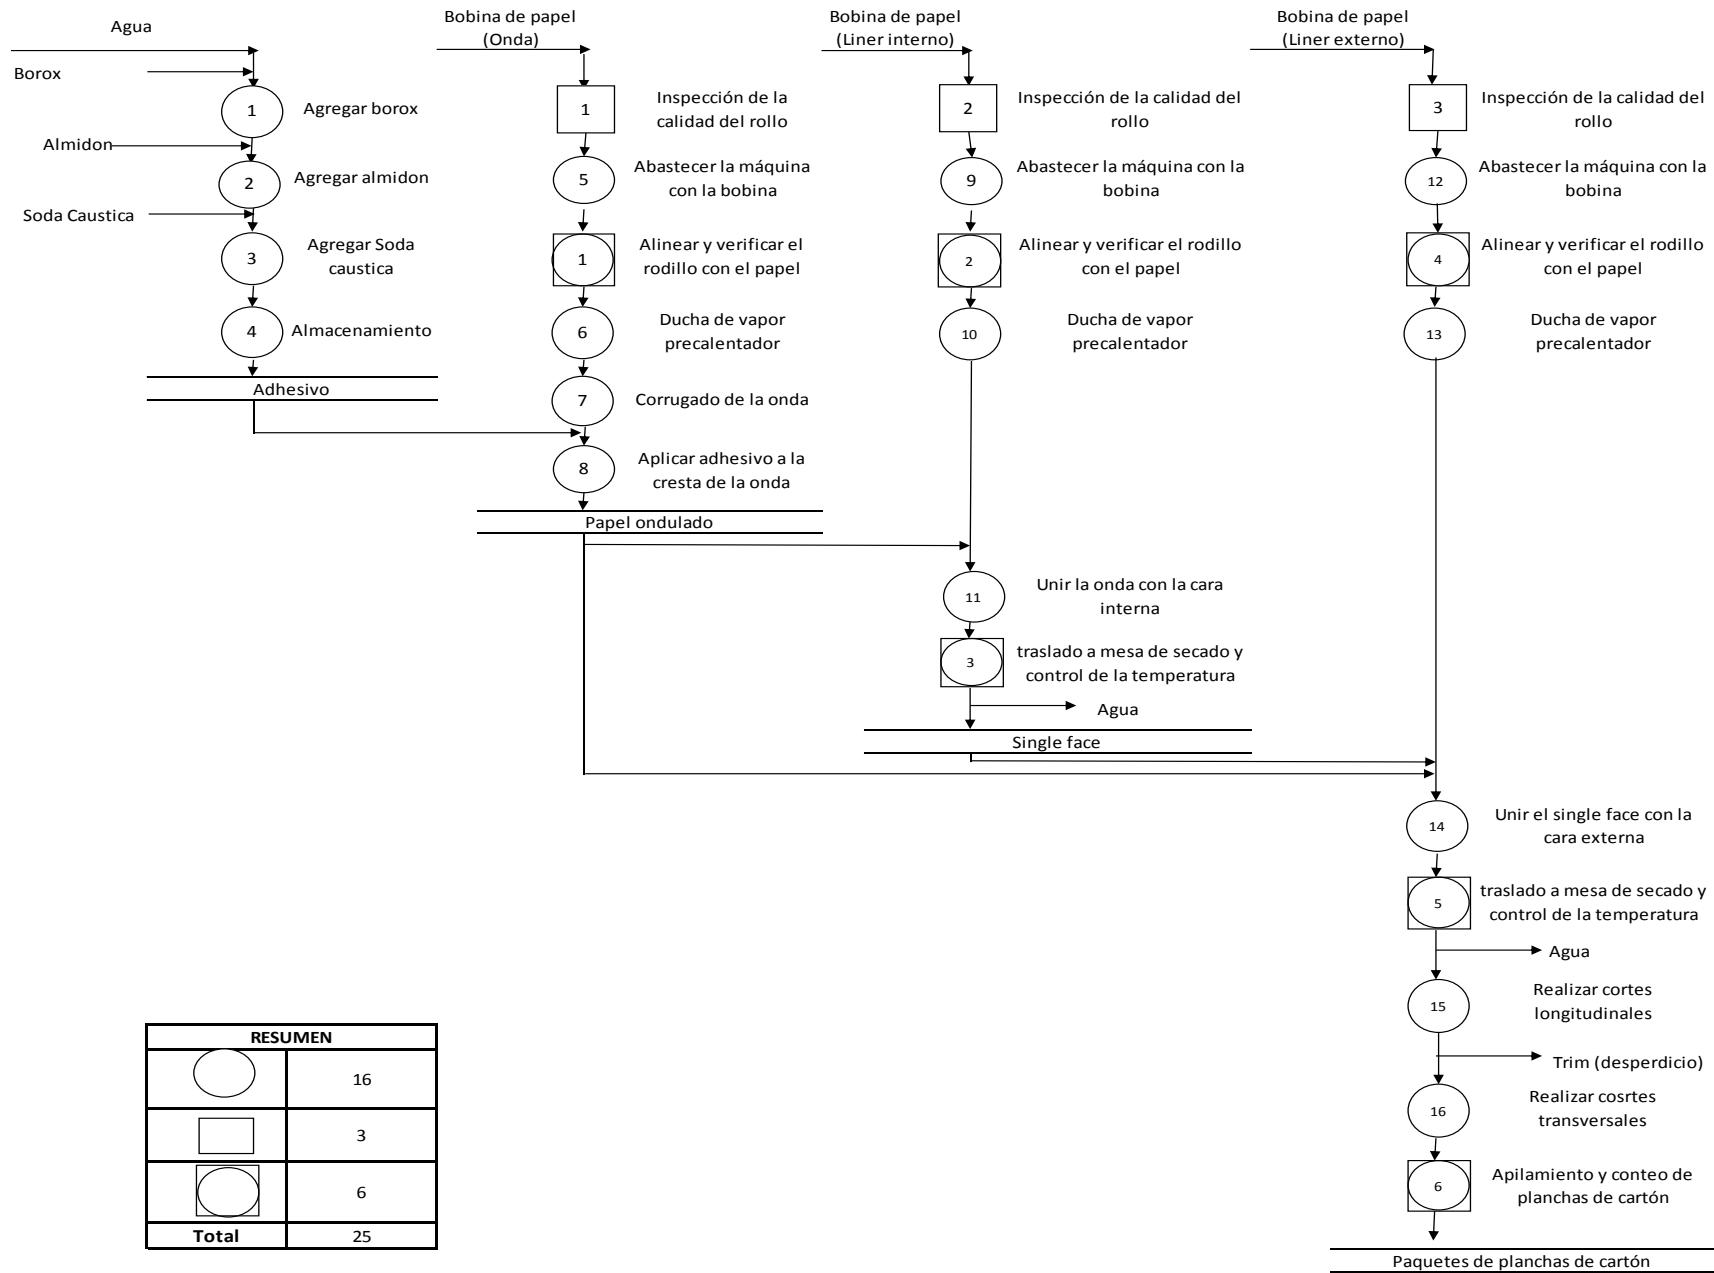 Agua
Borox
1
Agregar borox
Almidon
2
Agregar almidon
Soda Caustica
3
Agregar Soda
caustica
4
Almacenamiento
Adhesivo
Bobina de papel
(Onda)
1
Inspección de la
calidad del rollo
5
Abastecer la máquina
con la bobina
1
Alinear y verificar el
rodillo con el papel
6
Ducha de vapor
precalentador
7
Corrugado de la onda
8
Aplicar adhesivo a la
cresta de la onda
Papel ondulado
Bobina de papel
(Liner interno)
2
Inspección de la calidad del
rollo
9
Abastecer la máquina con la
bobina
2
Alinear y verificar el rodillo
con el papel
10
Ducha de vapor
precalentador
11
Unir la onda con la cara
interna
3
traslado a mesa de secado y
control de la temperatura
Agua
Single face
Bobina de papel
(Liner externo)
3
Inspección de la calidad del
rollo
12
Abastecer la máquina con la
bobina
4
Alinear y verificar el rodillo
con el papel
13
Ducha de vapor
precalentador
14
Unir el single face con la
cara externa
5
traslado a mesa de secado y
control de la temperatura
Agua
15
Realizar cortes
longitudinales
Trim (desperdicio)
16
Realizar cosrtes
transversales
6
Apilamiento y conteo de
planchas de cartón
Paquetes de planchas de cartón
RESUMEN
16
3
6
Total 25